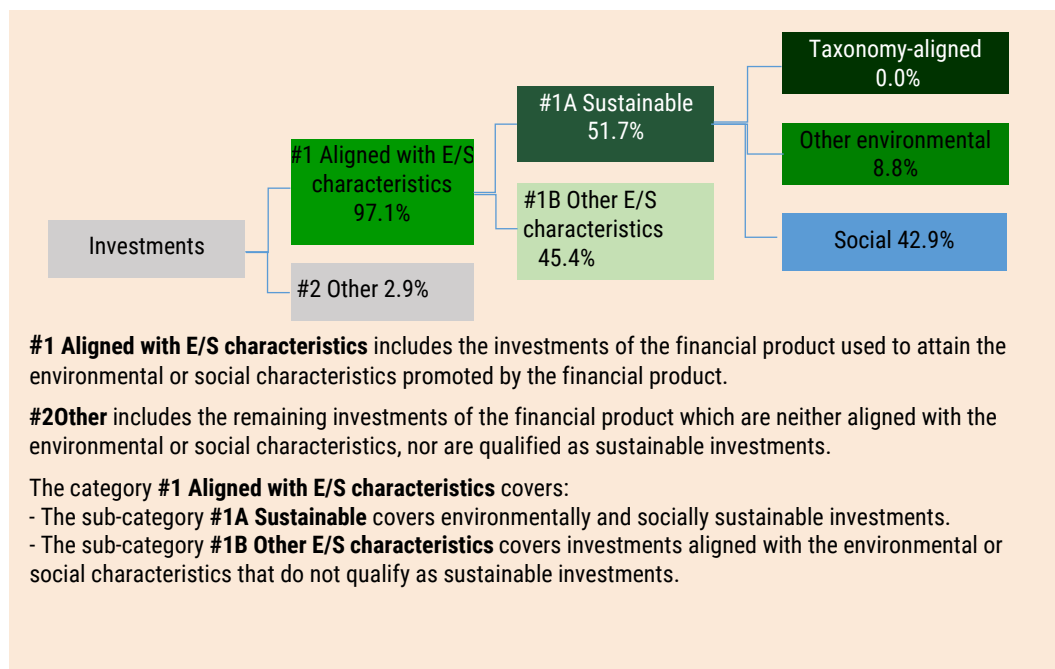 Taxonomy-aligned
0.0%
#1A Sustainable
51.7%
Other environmental
8.8%
#1 Aligned with E/S
characteristics
97.1%
#1B Other E/S
characteristics
45.4%
Investments
Social 42.9%
#2 Other 2.9%
#1 Aligned with E/S characteristics includes the investments of the financial product used to attain the
environmental or social characteristics promoted by the financial product.
#2Other includes the remaining investments of the financial product which are neither aligned with the
environmental or social characteristics, nor are qualified as sustainable investments.
The category #1 Aligned with E/S characteristics covers:
- The sub-category #1A Sustainable covers environmentally and socially sustainable investments.
- The sub-category #1B Other E/S characteristics covers investments aligned with the environmental or
social characteristics that do not qualify as sustainable investments.